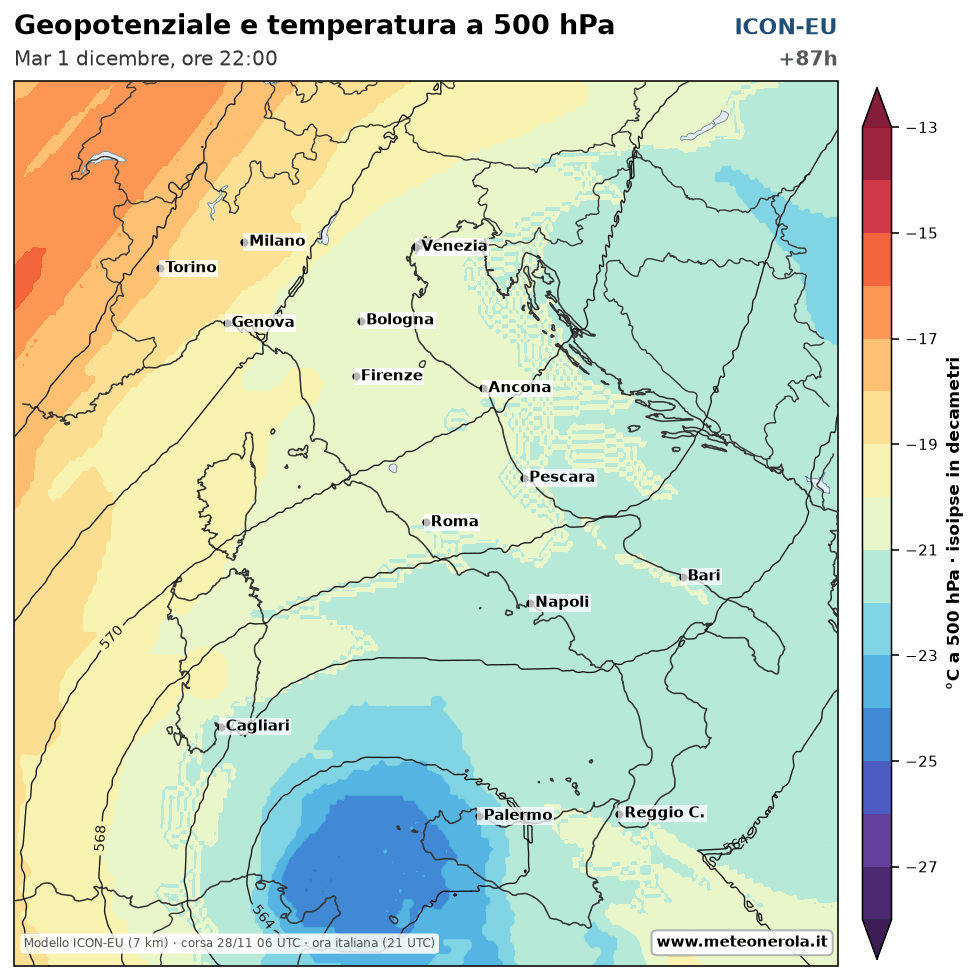 Geopotenziale e temperatura a 500 hPa
ICON-EU
Mar 1 dicembre, ore 22:00
+87h
Milano
Venezia
Torino
Genova
Bologna
Firenze
Ancona
Pescara
Roma
Bari
Napoli
570
Cagliari
Palermo
Reggio C.
568
564
564
−13
−15
−17
−19
−21
−23
−25
−27
°C a 500 hPa · isoipse in decametri
Modello ICON-EU (7 km) · corsa 28/11 06 UTC · ora italiana (21 UTC)
www.meteonerola.it